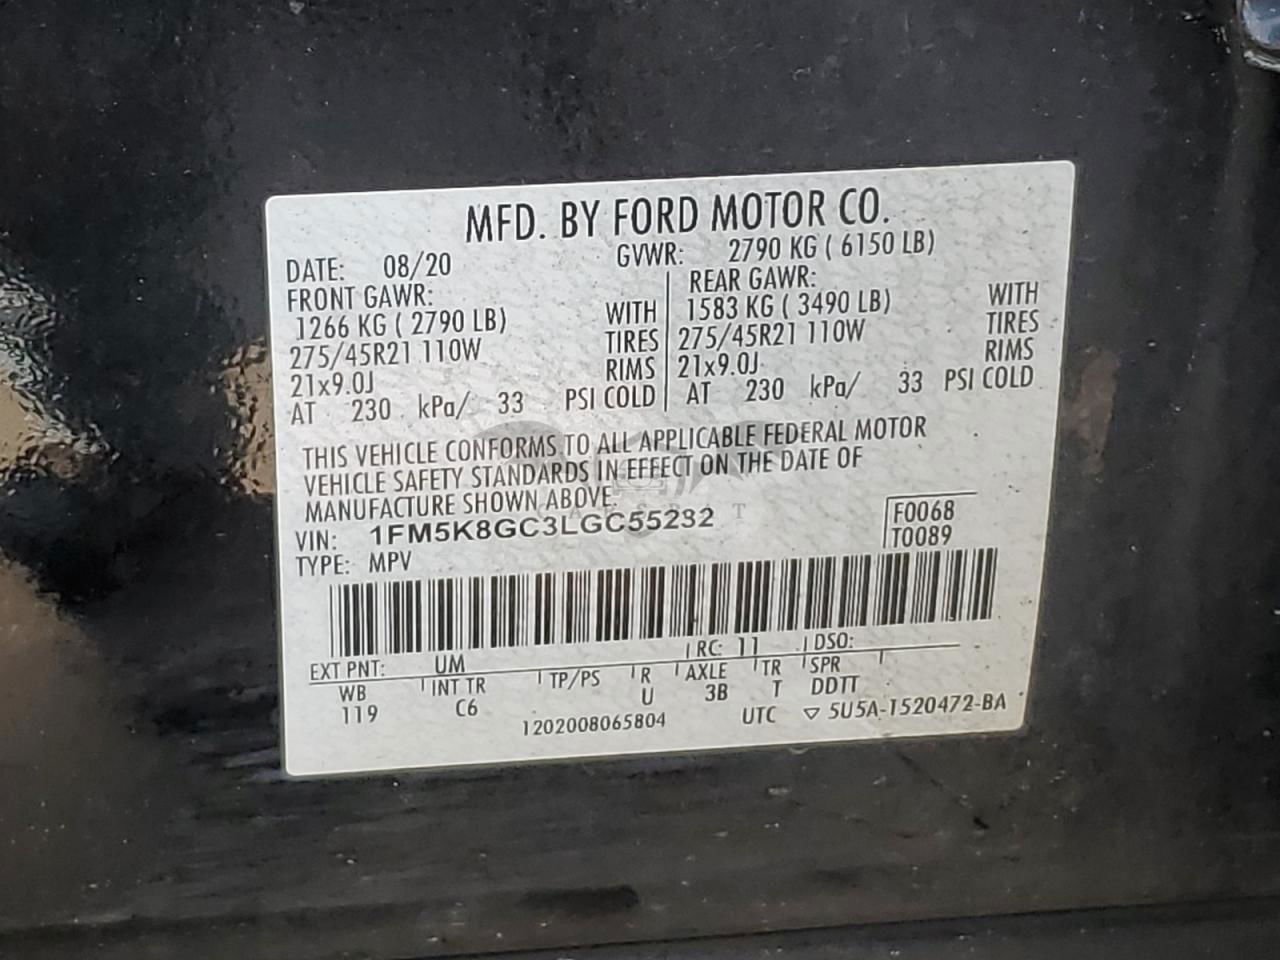 MFD. BY FORD MOTOR CO.
DATE: 08/20 GVWR: 2790 KG ( 6150 LB)
FRONT GAWR: REAR GAWR:
1266 KG ( 2790 LB) WITH 1583 KG ( 3490 LB) WITH
275/45R21 110W TIRES 275/45R21 110W TIRES
21x9.0J RIMS 21x9.0J RIMS
AT 230 kPa/ 33 PSI COLD AT 230 kPa/ 33 PSI COLD
THIS VEHICLE CONFORMS TO ALL APPLICABLE FEDERAL MOTOR
VEHICLE SAFETY STANDARDS IN EFFECT ON THE DATE OF
MANUFACTURE SHOWN ABOVE.
VIN: 1FM5K8GC3LGC55232 F0068
TYPE: MPV T0089
EXT PNT: UM RC: 11 DSO:
WB INT TR TP/PS R AXLE TR SPR
119 C6 U 3B T DDTT
1202008065804 UTC ▽ 5U5A-1520472-BA